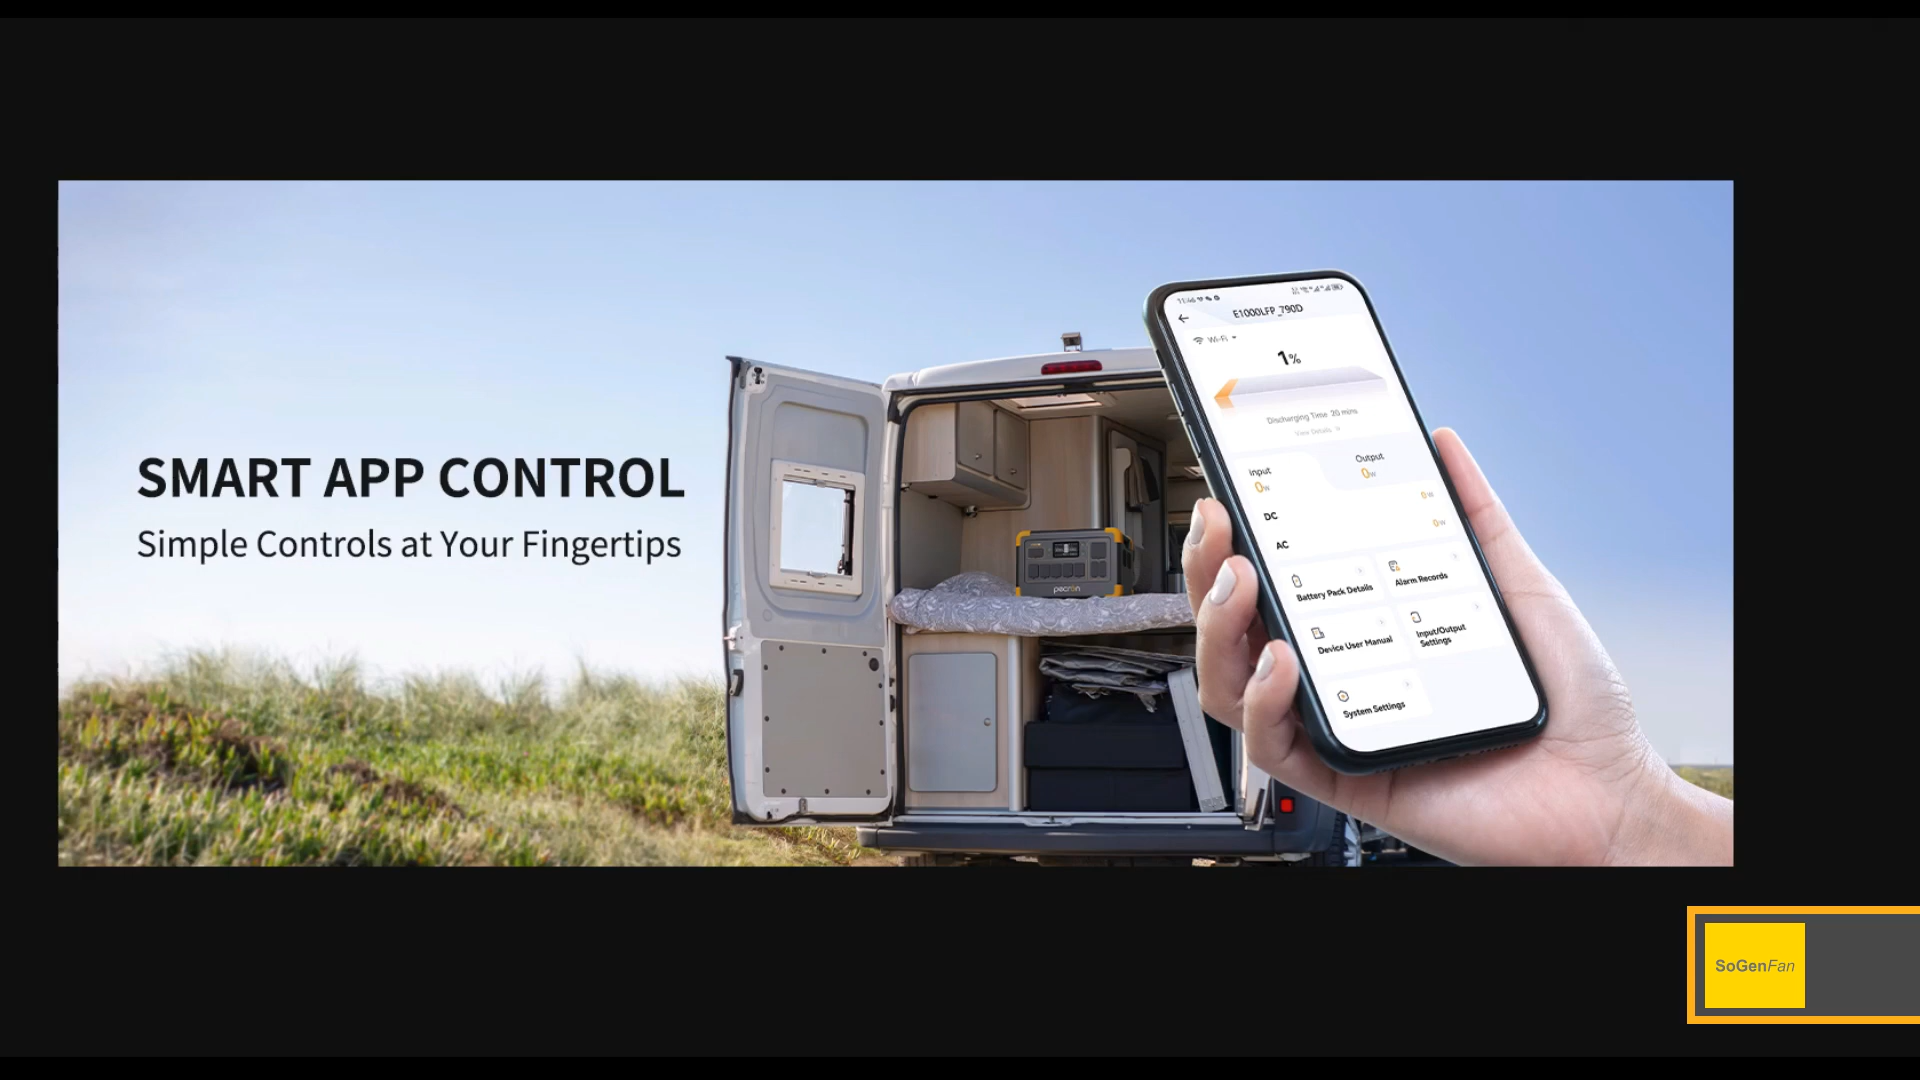 SMART APP CONTROL
Simple Controls at Your Fingertips
E1000LFP_790D
Wi-Fi
1%
Discharging Time 20 mins
View Details
Input
0w
Output
0w
DC
0w
AC
0w
Battery Pack Details
Alarm Records
Device User Manual
Input/Output
Settings
System Settings
pecron
SoGenFan